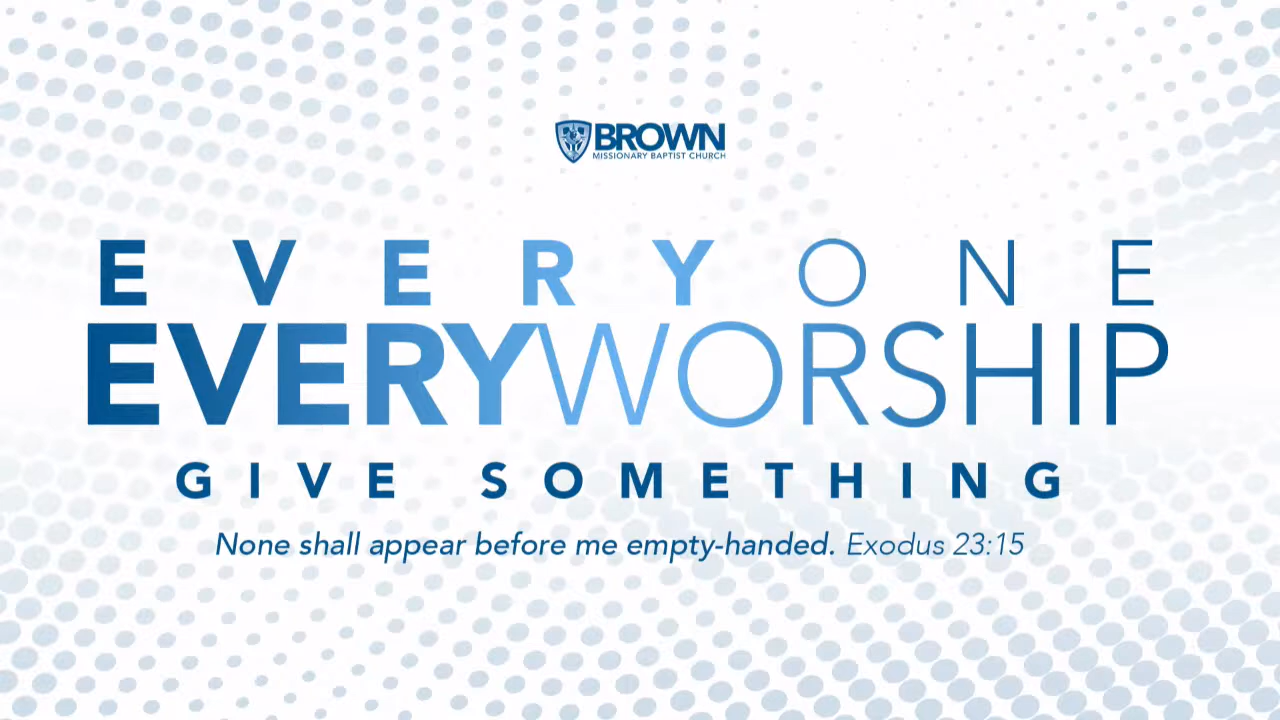 BROWN
MISSIONARY BAPTIST CHURCH
EVERYONE
EVERYWORSHIP
GIVE SOMETHING
None shall appear before me empty-handed. Exodus 23:15